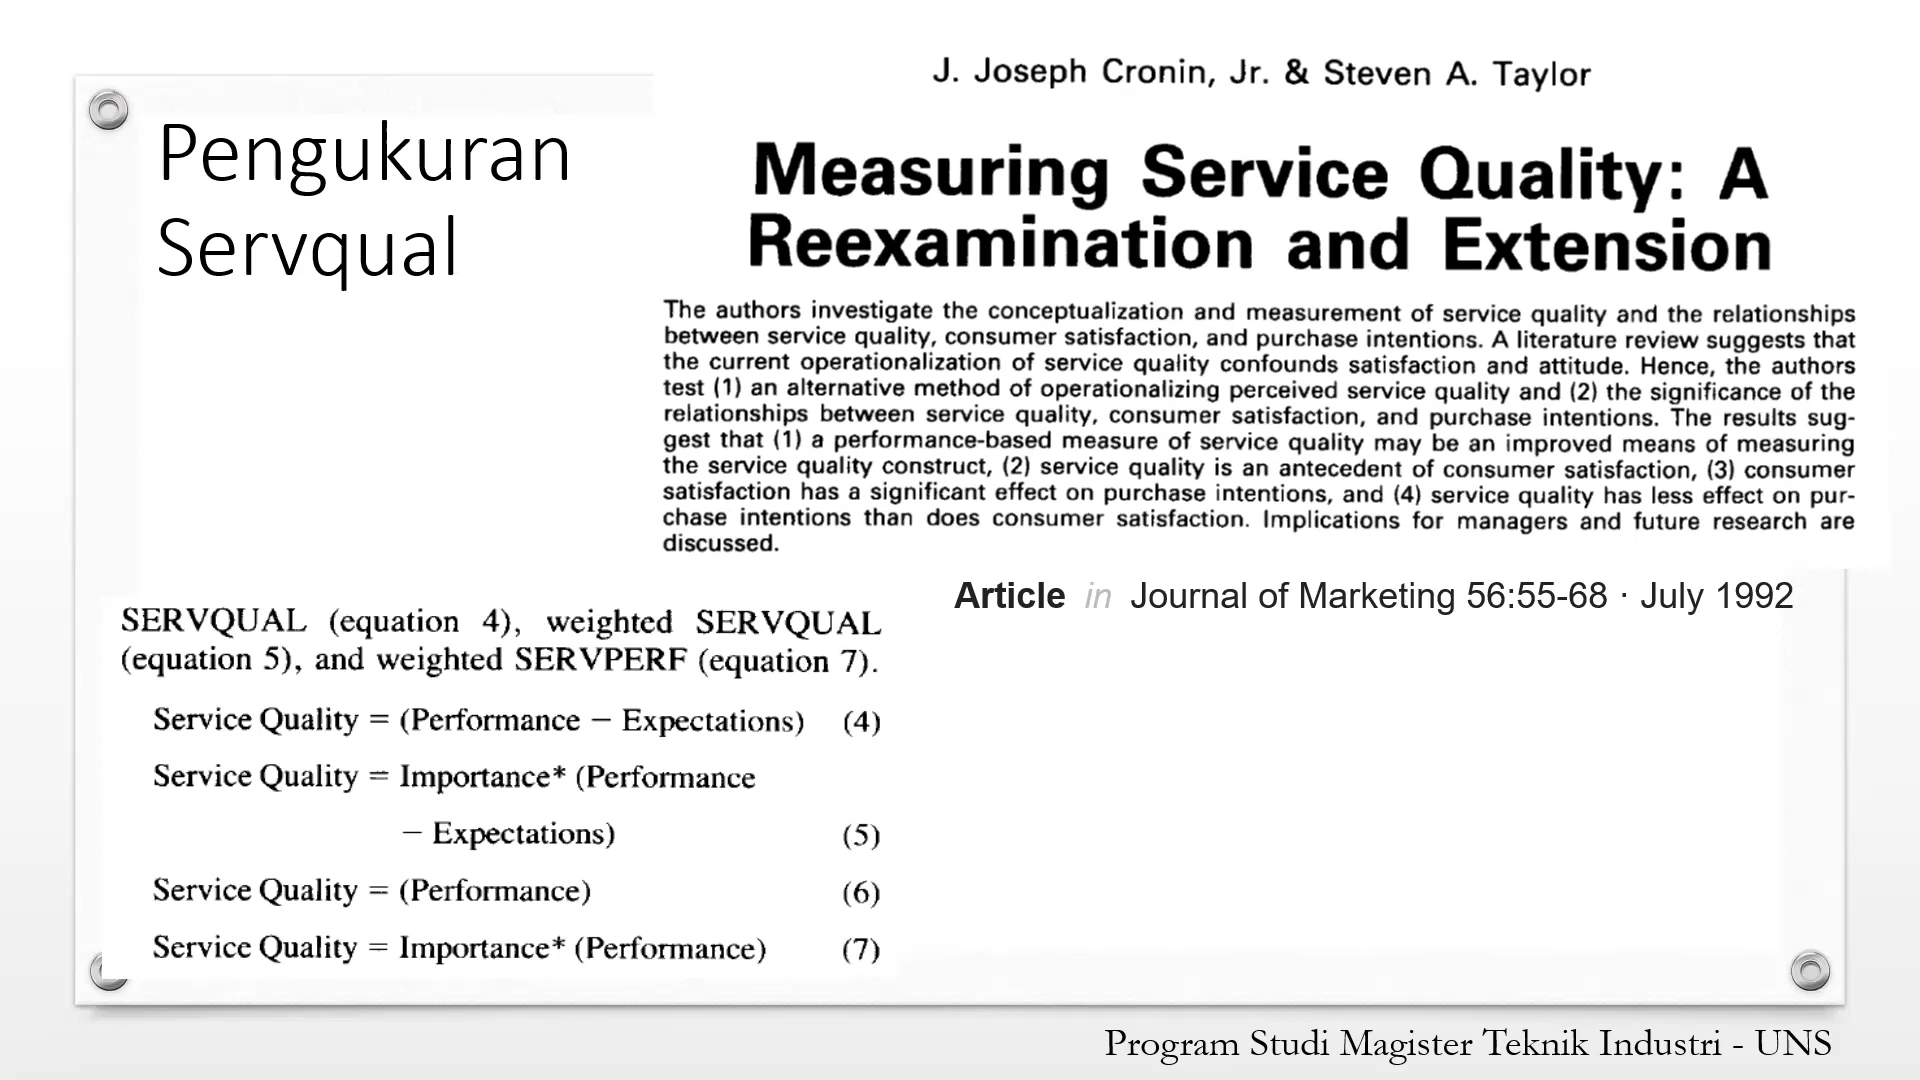 Pengukuran
Servqual
J. Joseph Cronin, Jr. & Steven A. Taylor
Measuring Service Quality: A
Reexamination and Extension
The authors investigate the conceptualization and measurement of service quality and the relationships
between service quality, consumer satisfaction, and purchase intentions. A literature review suggests that
the current operationalization of service quality confounds satisfaction and attitude. Hence, the authors
test (1) an alternative method of operationalizing perceived service quality and (2) the significance of the
relationships between service quality, consumer satisfaction, and purchase intentions. The results sug-
gest that (1) a performance-based measure of service quality may be an improved means of measuring
the service quality construct, (2) service quality is an antecedent of consumer satisfaction, (3) consumer
satisfaction has a significant effect on purchase intentions, and (4) service quality has less effect on pur-
chase intentions than does consumer satisfaction. Implications for managers and future research are
discussed.
Article in Journal of Marketing 56:55-68 · July 1992
SERVQUAL (equation 4), weighted SERVQUAL
(equation 5), and weighted SERVPERF (equation 7).
Service Quality = (Performance − Expectations) (4)
Service Quality = Importance* (Performance
− Expectations) (5)
Service Quality = (Performance) (6)
Service Quality = Importance* (Performance) (7)
Program Studi Magister Teknik Industri - UNS